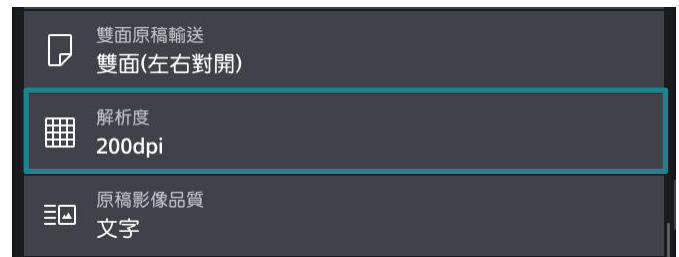 雙面原稿輸送
雙面(左右對開)
解析度
200dpi
原稿影像品質
文字